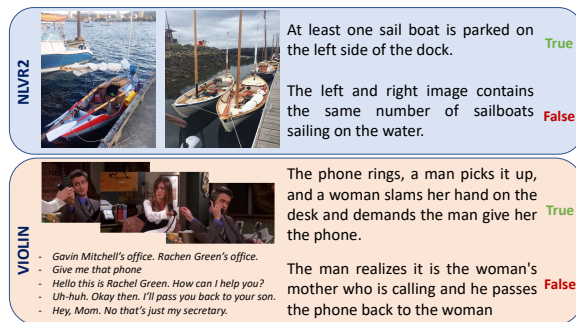 NLVR2
At least one sail boat is parked on
the left side of the dock.
True
The left and right image contains
the same number of sailboats
sailing on the water.
False
VIOLIN
- Gavin Mitchell's office. Rachen Green's office.
- Give me that phone
- Hello this is Rachel Green. How can I help you?
- Uh-huh. Okay then. I'll pass you back to your son.
- Hey, Mom. No that's just my secretary.
The phone rings, a man picks it up,
and a woman slams her hand on the
desk and demands the man give her
the phone.
True
The man realizes it is the woman's
mother who is calling and he passes
the phone back to the woman
False